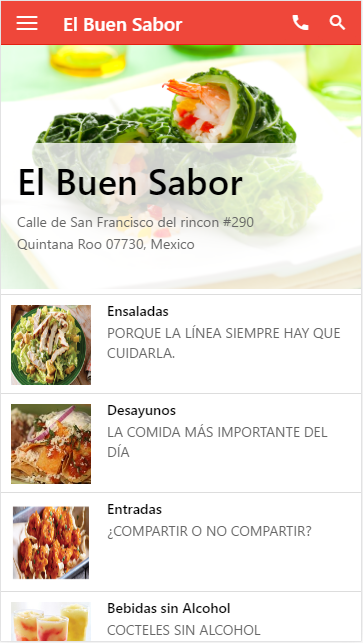 El Buen Sabor
El Buen Sabor
Calle de San Francisco del rincon #290
Quintana Roo 07730, Mexico
Ensaladas
PORQUE LA LÍNEA SIEMPRE HAY QUE
CUIDARLA.
Desayunos
LA COMIDA MÁS IMPORTANTE DEL
DÍA
Entradas
¿COMPARTIR O NO COMPARTIR?
Bebidas sin Alcohol
COCTELES SIN ALCOHOL